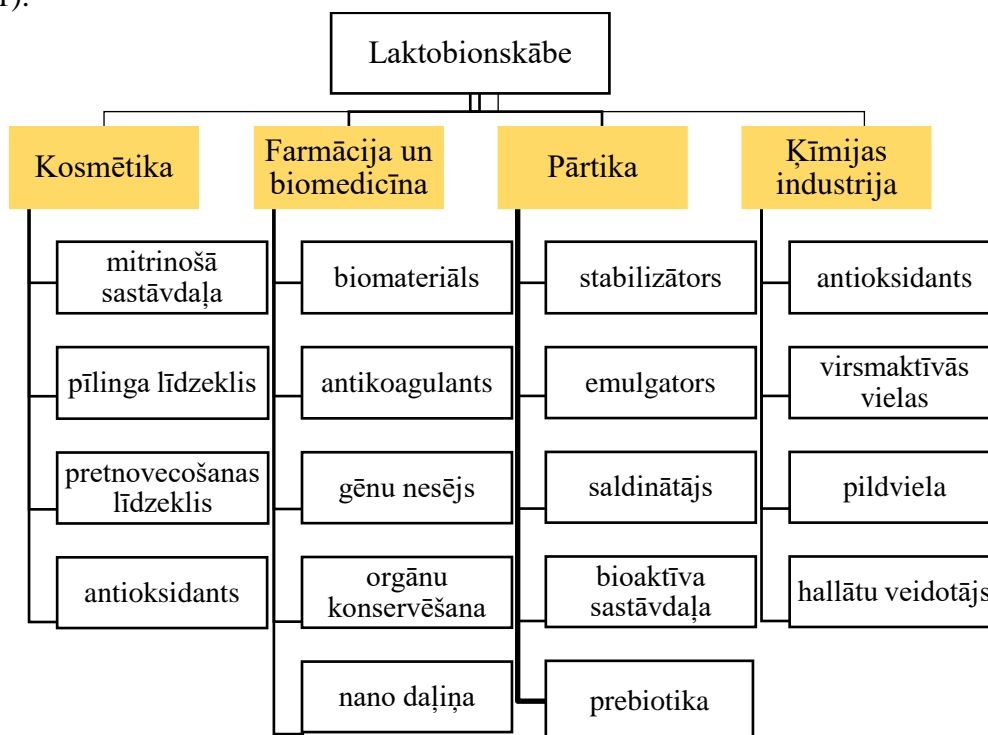 Laktobionskābe
Kosmētika
mitrinošā
sastāvdaļa
pīlinga līdzeklis
pretnovecošanas
līdzeklis
antioksidants
Farmācija un
biomedicīna
biomateriāls
antikoagulants
gēnu nesējs
orgānu
konservēšana
nano daļiņa
Pārtika
stabilizātors
emulgators
saldinātājs
bioaktīva
sastāvdaļa
prebiotika
Ķīmijas
industrija
antioksidants
virsmaktīvās
vielas
pildviela
hallātu veidotājs